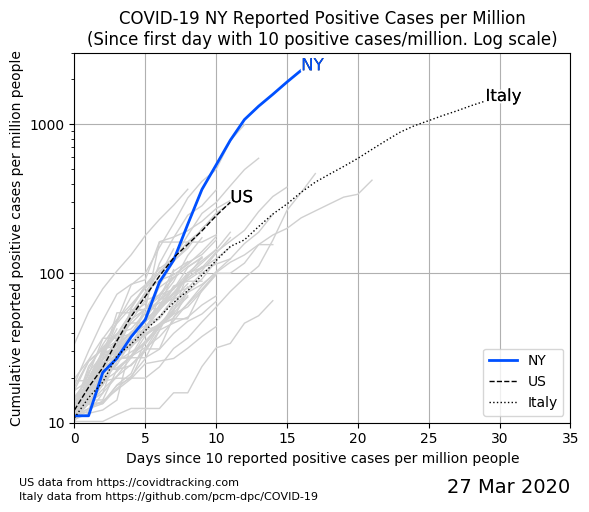 COVID-19 NY Reported Positive Cases per Million
(Since first day with 10 positive cases/million. Log scale)
Cumulative reported positive cases per million people
1000
100
10
NY
Italy
US
NY
US
Italy
0 5 10 15 20 25 30 35
Days since 10 reported positive cases per million people
US data from https://covidtracking.com
Italy data from https://github.com/pcm-dpc/COVID-19
27 Mar 2020